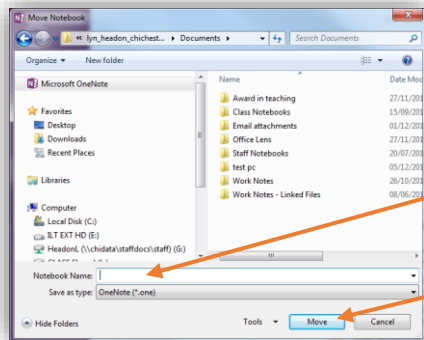 Move Notebook
« lyn_headon_chichest... ▸ Documents ▸
Search Documents
Organize ▾ New folder
Microsoft OneNote
Favorites
Desktop
Downloads
Recent Places
Libraries
Computer
Local Disk (C:)
ILT EXT HD (E:)
HeadonL (\\chidata\staffdocs\staff) (G:)
Name Date Mod
Award in teaching 27/11/201
Class Notebooks 15/09/201
Email attachments 01/12/201
Office Lens 27/11/201
Staff Notebooks 20/07/201
test pc 05/12/201
Work Notes 26/10/201
Work Notes - Linked Files 08/06/201
Notebook Name:
Save as type: OneNote (*.one)
Hide Folders
Tools ▾ Move Cancel